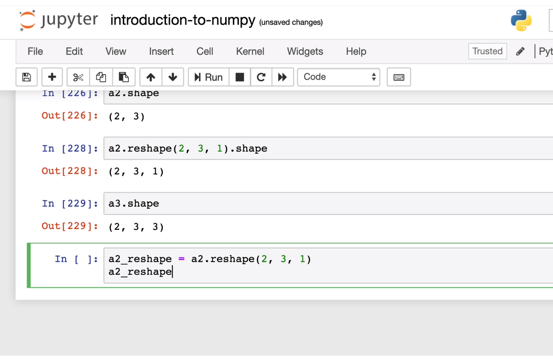 jupyter introduction-to-numpy (unsaved changes)
File Edit View Insert Cell Kernel Widgets Help Trusted Pyt
Run Code
In [226]: a2.shape
Out[226]: (2, 3)
In [228]: a2.reshape(2, 3, 1).shape
Out[228]: (2, 3, 1)
In [229]: a3.shape
Out[229]: (2, 3, 3)
In [ ]: a2_reshape = a2.reshape(2, 3, 1)
a2_reshape